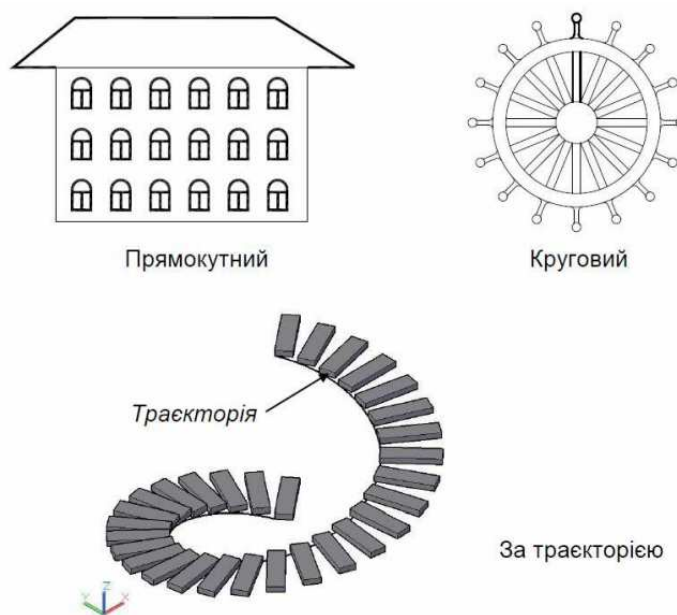 Прямокутний
Круговий
Траєкторія
За траєкторією
Z
Y
X